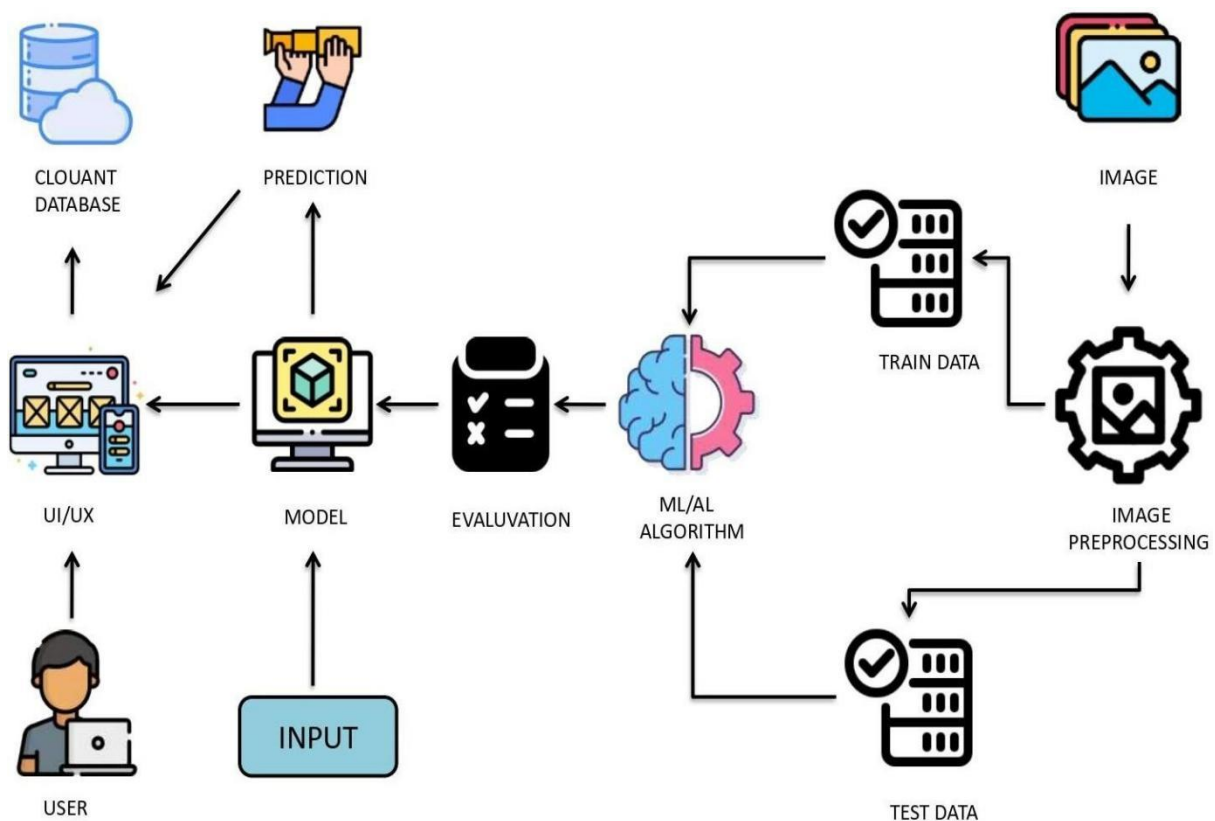 CLOUANT
DATABASE
PREDICTION
IMAGE
TRAIN DATA
UI/UX
MODEL
EVALUVATION
ML/AL
ALGORITHM
IMAGE
PREPROCESSING
INPUT
USER
TEST DATA